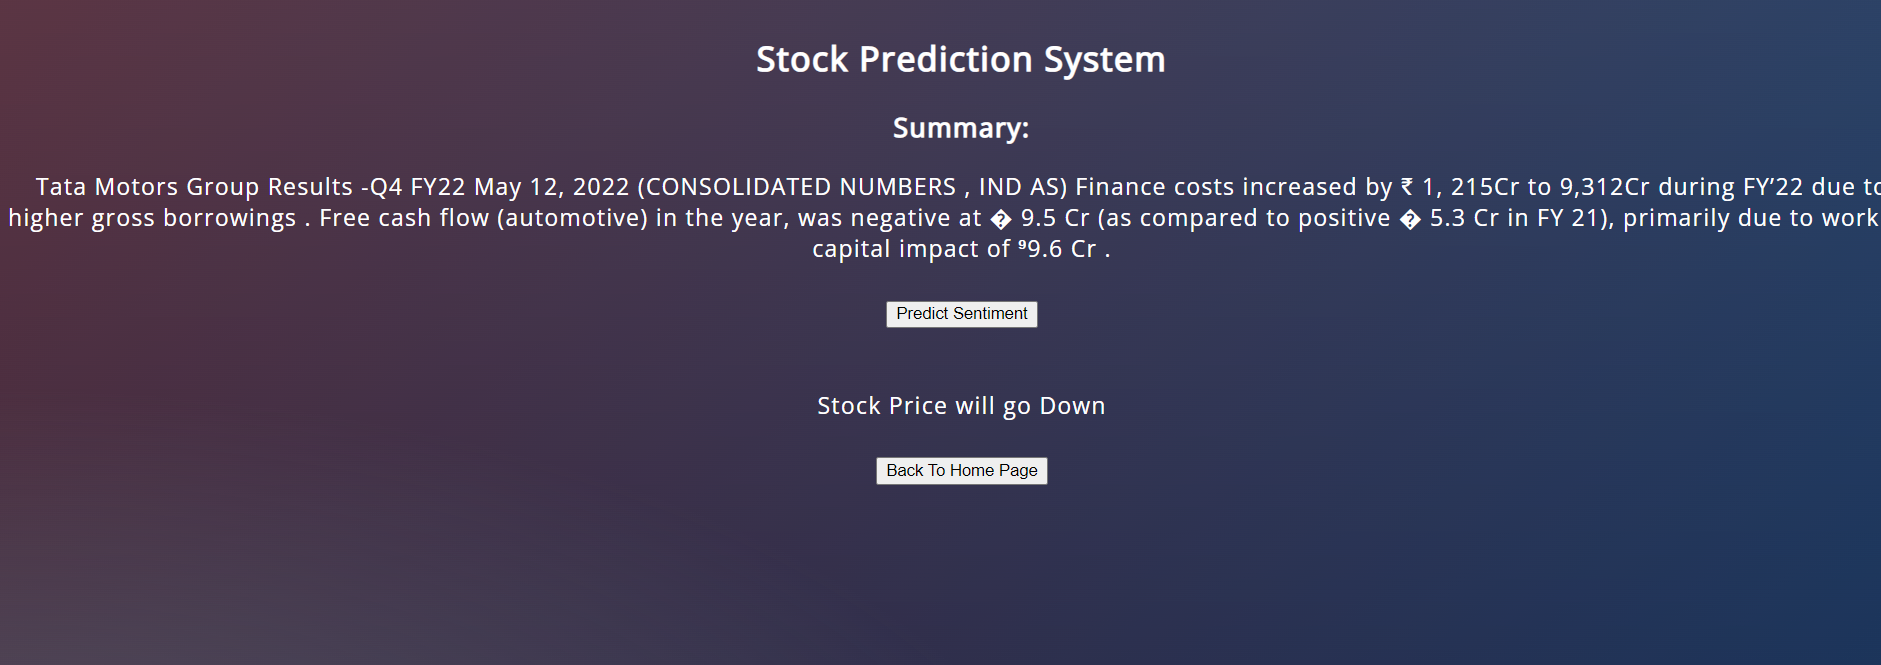 Stock Prediction System
Summary:
Tata Motors Group Results -Q4 FY22 May 12, 2022 (CONSOLIDATED NUMBERS , IND AS) Finance costs increased by ₹ 1, 215Cr to 9,312Cr during FY’22 due to
higher gross borrowings . Free cash flow (automotive) in the year, was negative at � 9.5 Cr (as compared to positive � 5.3 Cr in FY 21), primarily due to work
capital impact of ⁹9.6 Cr .
Predict Sentiment
Stock Price will go Down
Back To Home Page